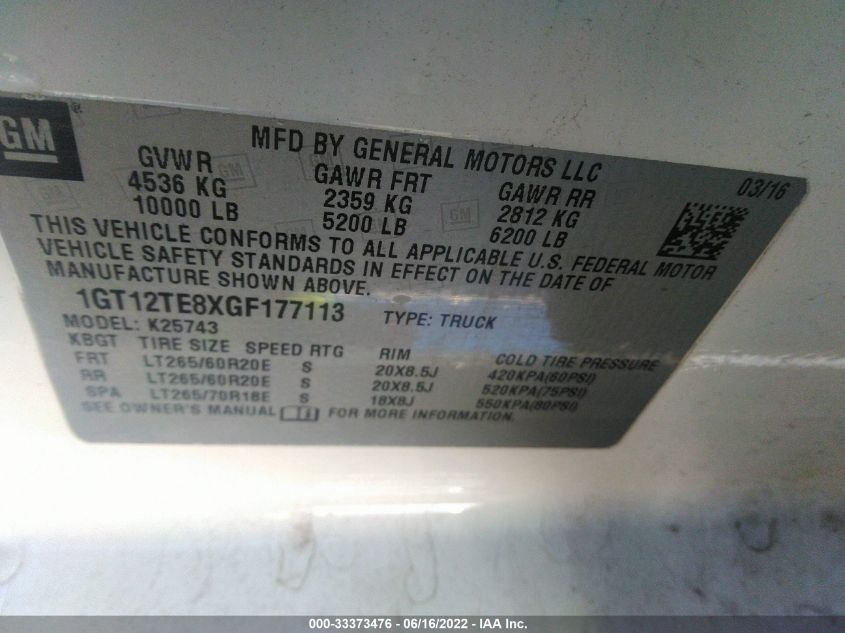 GM
MFD BY GENERAL MOTORS LLC
03/16
GVWR GAWR FRT GAWR RR
4536 KG 2359 KG 2812 KG
10000 LB 5200 LB 6200 LB
THIS VEHICLE CONFORMS TO ALL APPLICABLE U.S. FEDERAL MOTOR
VEHICLE SAFETY STANDARDS IN EFFECT ON THE DATE OF
MANUFACTURE SHOWN ABOVE.
1GT12TE8XGF177113 TYPE: TRUCK
MODEL: K25743
KBGT TIRE SIZE SPEED RTG RIM COLD TIRE PRESSURE
FRT LT265/60R20E S 20X8.5J 420KPA(60PSI)
RR LT265/60R20E S 20X8.5J 520KPA(75PSI)
SPA LT265/70R18E S 18X8J 550KPA(80PSI)
SEE OWNER'S MANUAL FOR MORE INFORMATION.
000-33373476 - 06/16/2022 - IAA Inc.